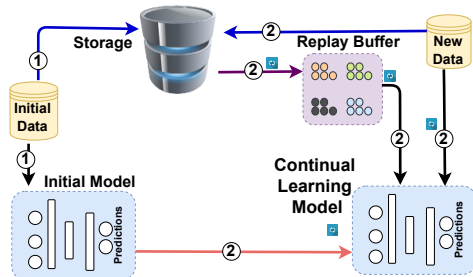 2
New
Data
Storage
Replay Buffer
1
2
Initial
Data
2
2
1
Initial Model
Continual
Learning
Model
Predictions
2
Predictions